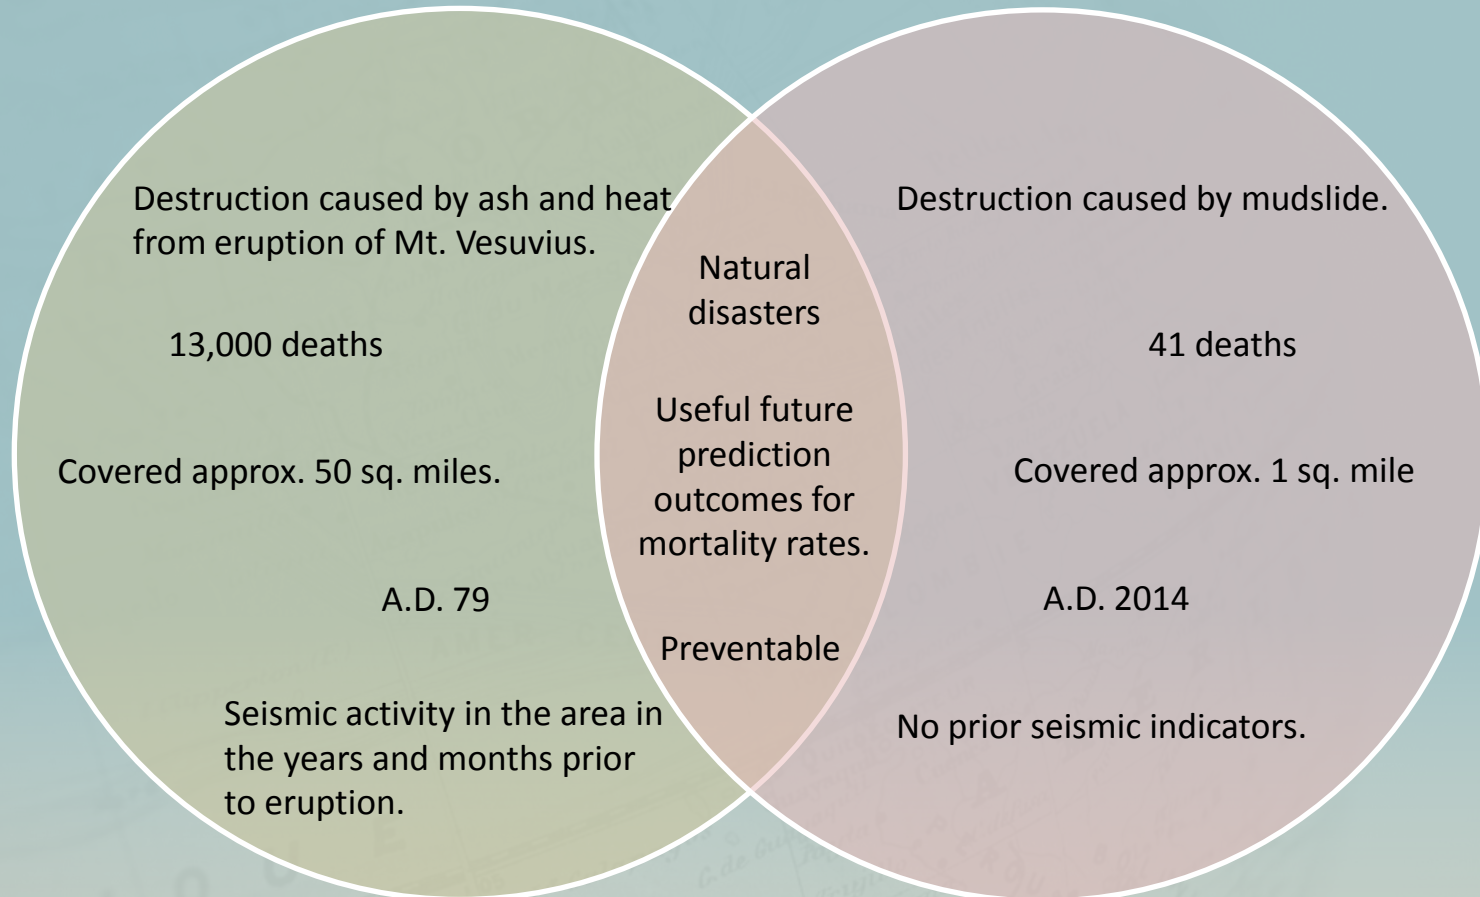 Destruction caused by ash and heat
from eruption of Mt. Vesuvius.
13,000 deaths
Covered approx. 50 sq. miles.
A.D. 79
Seismic activity in the area in
the years and months prior
to eruption.
Natural
disasters
Useful future
prediction
outcomes for
mortality rates.
Preventable
Destruction caused by mudslide.
41 deaths
Covered approx. 1 sq. mile
A.D. 2014
No prior seismic indicators.